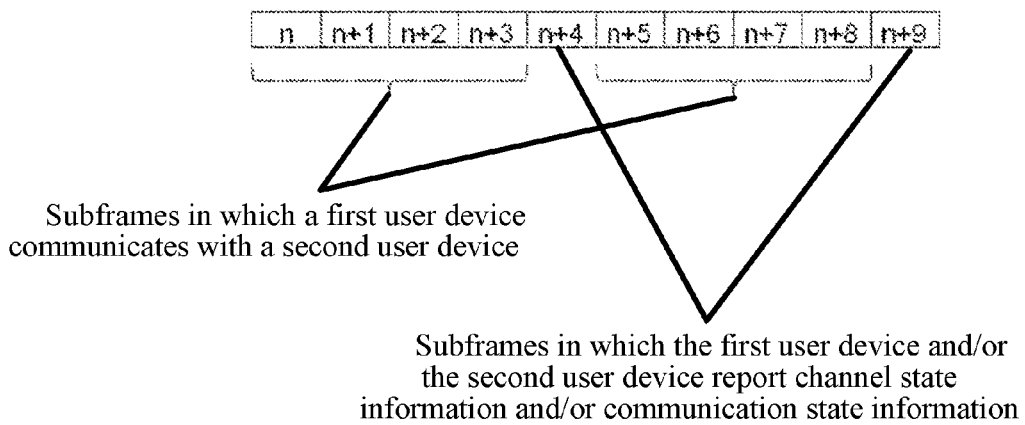 n n+1 n+2 n+3 n+4 n+5 n+6 n+7 n+8 n+9
Subframes in which a first user device
communicates with a second user device
Subframes in which the first user device and/or
the second user device report channel state
information and/or communication state information